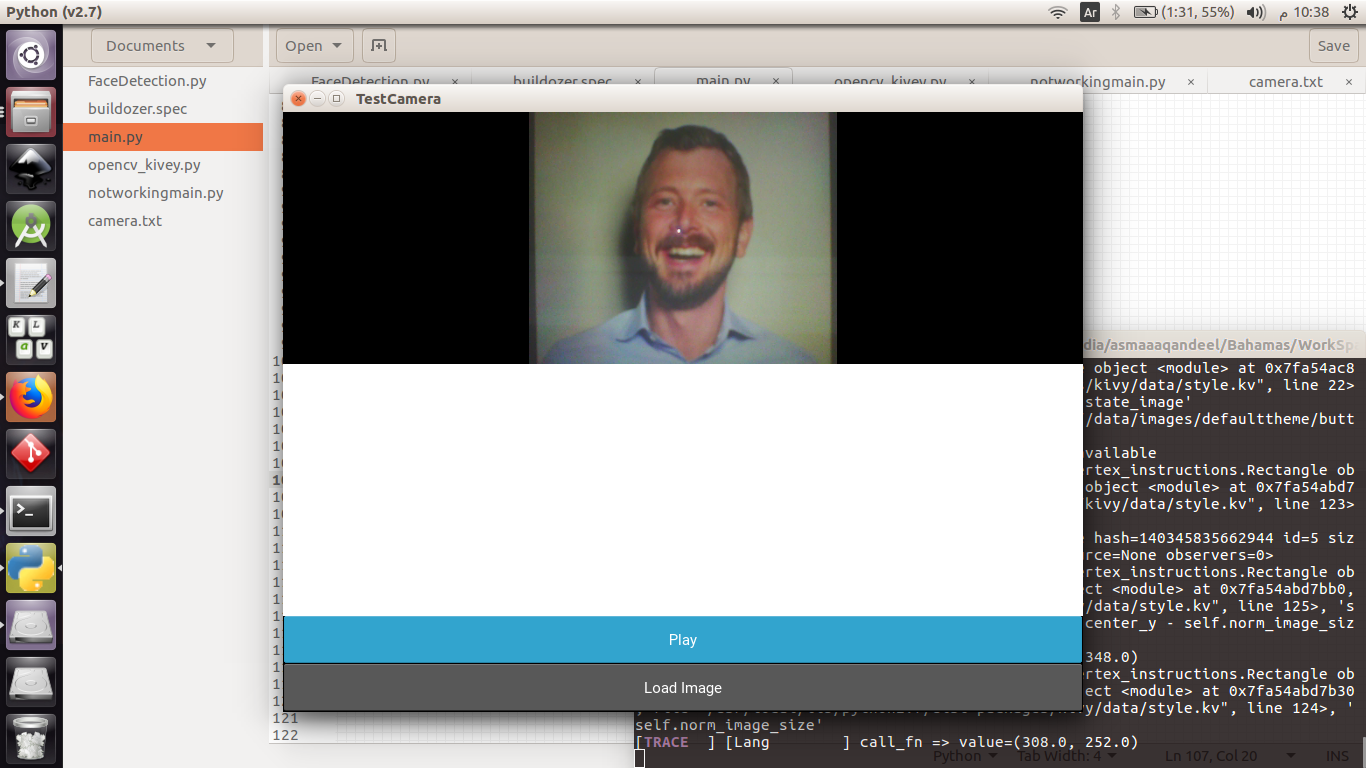 Python (v2.7)
Ar
(1:31, 55%)
10:38 م
Documents
Open
Save
FaceDetection.py
buildozer.spec
main.py
opencv_kivey.py
notworkingmain.py
camera.txt
FaceDetection.py ×
buildozer.spec ×
main.py ×
opencv_kivey.py ×
notworkingmain.py ×
camera.txt ×
TestCamera
K L
a V
dia/asmaaaqandeel/Bahamas/WorkSp
object <module> at 0x7fa54ac8
/kivy/data/style.kv", line 22>
state_image'
/data/images/defaulttheme/butt
vailable
ertex_instructions.Rectangle ob
object <module> at 0x7fa54abd7
kivy/data/style.kv", line 123>
hash=140345835662944 id=5 siz
rce=None observers=0>
ertex_instructions.Rectangle ob
ct <module> at 0x7fa54abd7bb0,
y/data/style.kv", line 125>, 's
center_y - self.norm_image_siz
348.0)
ertex_instructions.Rectangle ob
ect <module> at 0x7fa54abd7b30
vy/data/style.kv", line 124>, '
self.norm_image_size'
[TRACE ] [Lang ] call_fn => value=(308.0, 252.0)
Play
Load Image
121
122
Python
Tab Width: 4
Ln 107, Col 20
INS